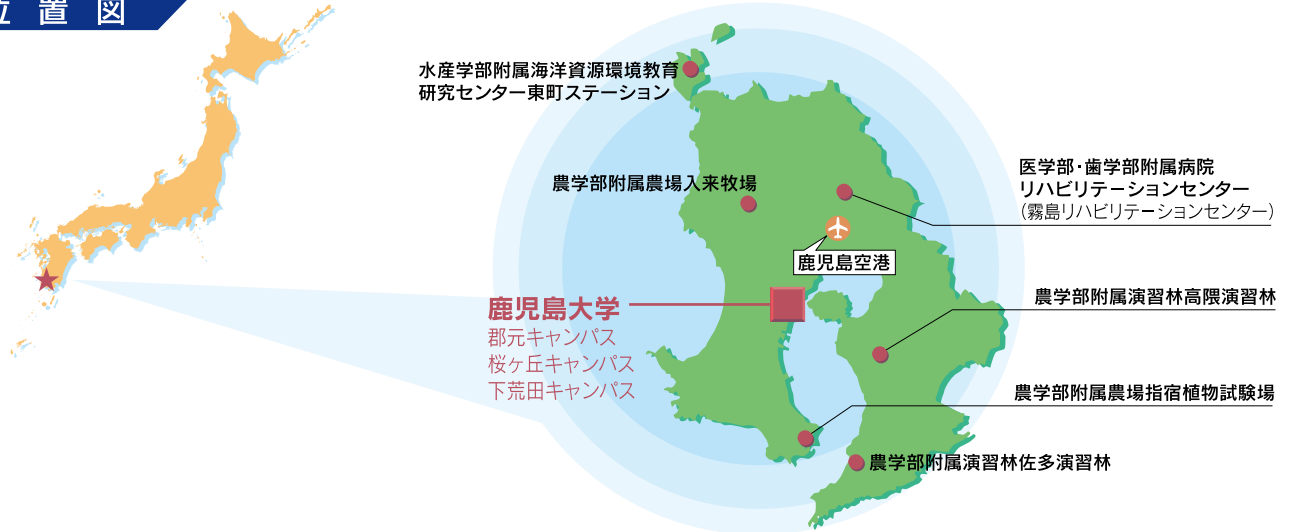 位置図
水産学部附属海洋資源環境教育
研究センター東町ステーション
農学部附属農場入来牧場
医学部・歯学部附属病院
リハビリテーションセンター
(霧島リハビリテーションセンター)
鹿児島空港
鹿児島大学
郡元キャンパス
桜ヶ丘キャンパス
下荒田キャンパス
農学部附属演習林高隈演習林
農学部附属農場指宿植物試験場
農学部附属演習林佐多演習林